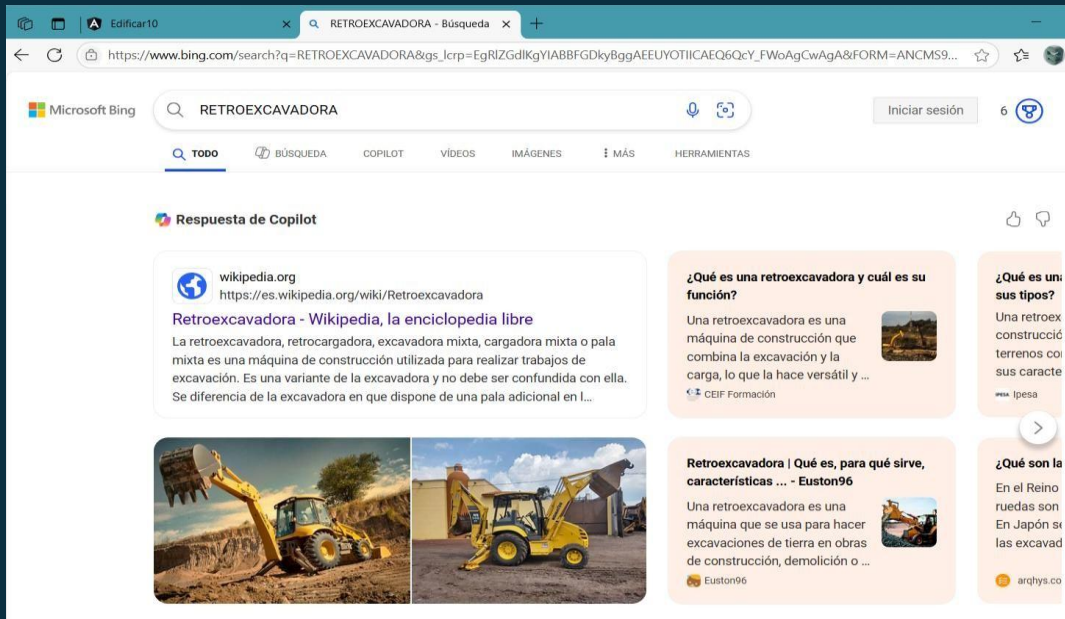 Edificar10
RETROEXCAVADORA - Búsqueda
https://www.bing.com/search?q=RETROEXCAVADORA&gs_lcrp=EgRlZGdlKgYIABBFGDkyBggAEEUYOTIICAEQ6QcY_FWoAgCwAgA&FORM=ANCMS9...
Microsoft Bing
RETROEXCAVADORA
Iniciar sesión
6
TODO
BÚSQUEDA
COPILOT
VÍDEOS
IMÁGENES
MÁS
HERRAMIENTAS
Respuesta de Copilot
wikipedia.org
https://es.wikipedia.org/wiki/Retroexcavadora
Retroexcavadora - Wikipedia, la enciclopedia libre
La retroexcavadora, retrocargadora, excavadora mixta, cargadora mixta o pala
mixta es una máquina de construcción utilizada para realizar trabajos de
excavación. Es una variante de la excavadora y no debe ser confundida con ella.
Se diferencia de la excavadora en que dispone de una pala adicional en l...
¿Qué es una retroexcavadora y cuál es su
función?
Una retroexcavadora es una
máquina de construcción que
combina la excavación y la
carga, lo que la hace versátil y ...
CEIF Formación
¿Qué es una
sus tipos?
Una retroex
construcció
terrenos co
sus caracte
Ipesa
Retroexcavadora | Qué es, para qué sirve,
características ... - Euston96
Una retroexcavadora es una
máquina que se usa para hacer
excavaciones de tierra en obras
de construcción, demolición o ...
Euston96
¿Qué son la
En el Reino
ruedas son
En Japón se
las excavad
arqhys.co